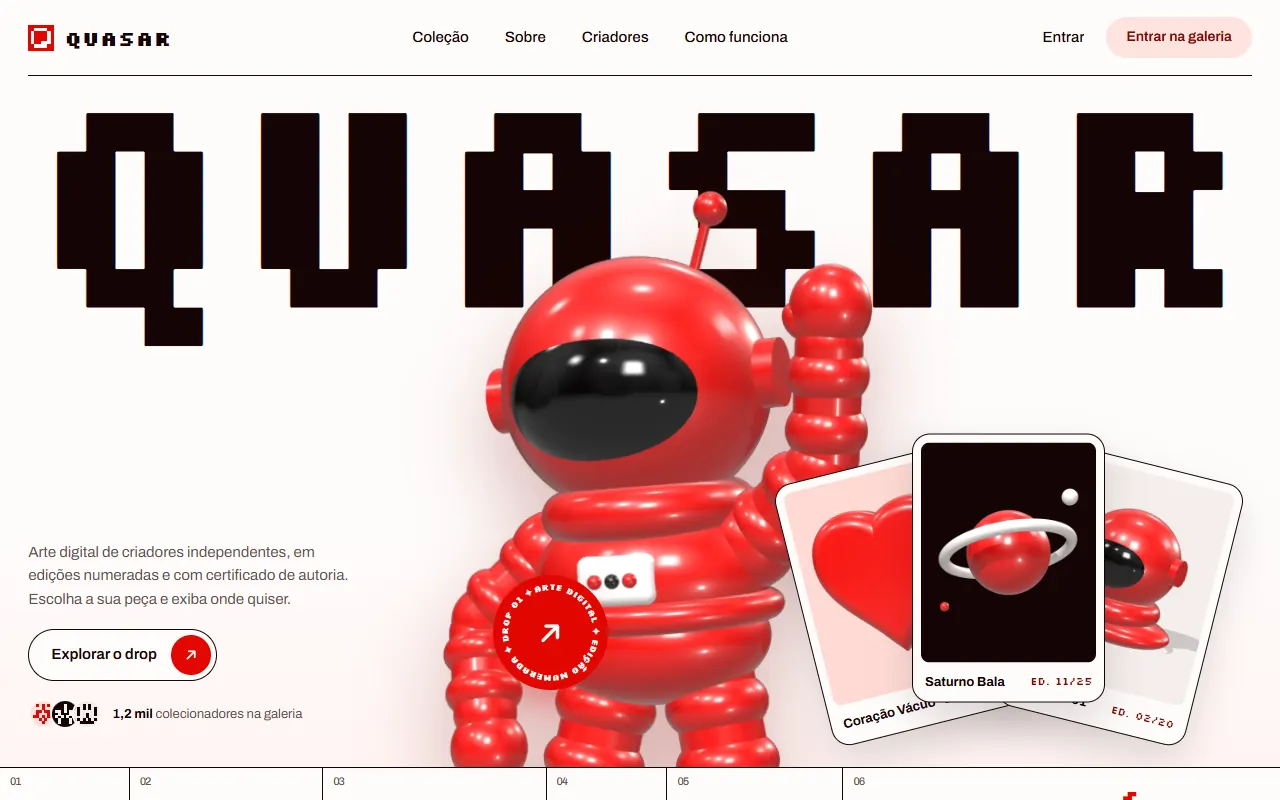 QUASAR
Coleção
Sobre
Criadores
Como funciona
Entrar
Entrar na galeria
QUASAR
Arte digital de criadores independentes, em
edições numeradas e com certificado de autoria.
Escolha a sua peça e exiba onde quiser.
Explorar o drop
1,2 mil colecionadores na galeria
DROP 01 ✦ ARTE DIGITAL ✦ EDIÇÃO NUMERADA ✦
Coração Vácuo
Saturno Bala
ED. 11/25
ED. 02/20
01
02
03
04
05
06